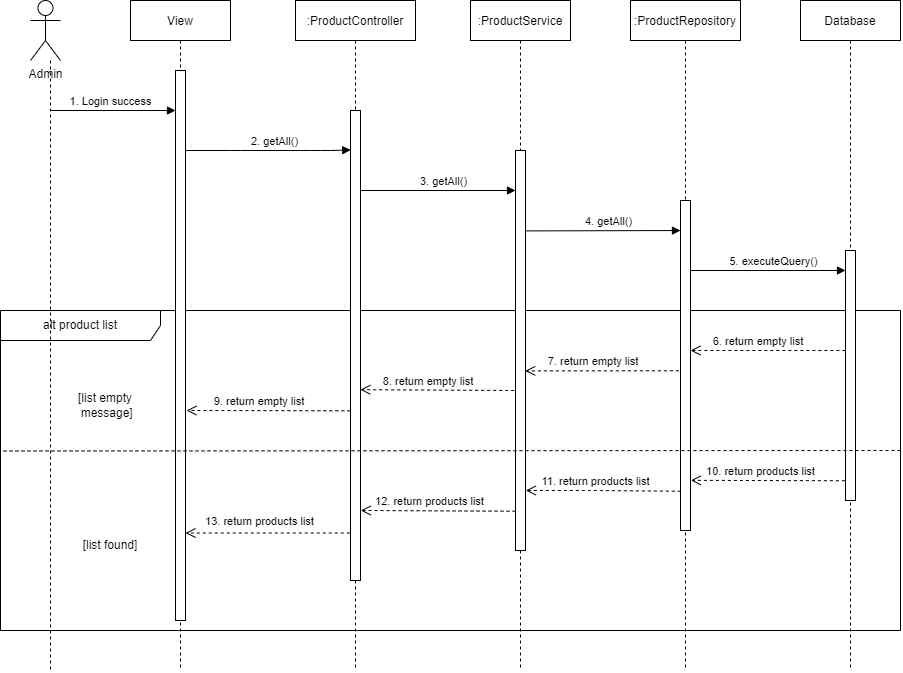 View
:ProductController
:ProductService
:ProductRepository
Database
Admin
1. Login success
2. getAll()
3. getAll()
4. getAll()
5. executeQuery()
alt product list
6. return empty list
7. return empty list
8. return empty list
9. return empty list
[list empty
message]
10. return products list
11. return products list
12. return products list
13. return products list
[list found]